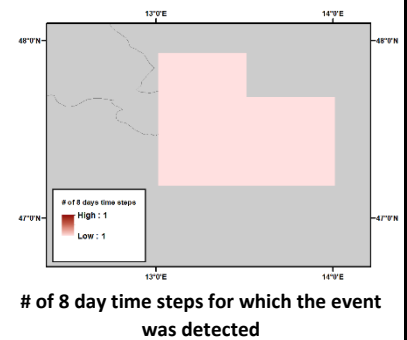 13°0'E 14°0'E
48°0'N 48°0'N
# of 8 days time steps
High : 1
Low : 1
47°0'N 47°0'N
13°0'E 14°0'E
# of 8 day time steps for which the event
was detected